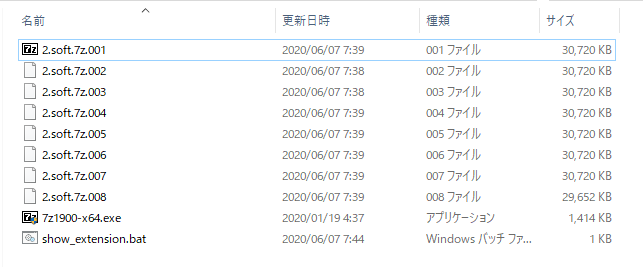 名前 更新日時 種類 サイズ
2.soft.7z.001 2020/06/07 7:39 001 ファイル 30,720 KB
2.soft.7z.002 2020/06/07 7:38 002 ファイル 30,720 KB
2.soft.7z.003 2020/06/07 7:38 003 ファイル 30,720 KB
2.soft.7z.004 2020/06/07 7:39 004 ファイル 30,720 KB
2.soft.7z.005 2020/06/07 7:39 005 ファイル 30,720 KB
2.soft.7z.006 2020/06/07 7:39 006 ファイル 30,720 KB
2.soft.7z.007 2020/06/07 7:39 007 ファイル 30,720 KB
2.soft.7z.008 2020/06/07 7:39 008 ファイル 29,652 KB
7z1900-x64.exe 2020/01/19 4:37 アプリケーション 1,414 KB
show_extension.bat 2020/06/07 7:44 Windows バッチ ファ... 1 KB